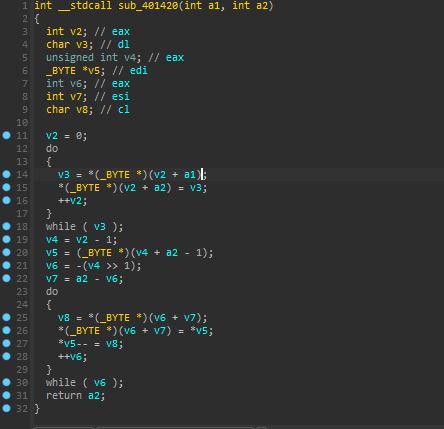 1 int __stdcall sub_401420(int a1, int a2)
2 {
3 int v2; // eax
4 char v3; // dl
5 unsigned int v4; // eax
6 _BYTE *v5; // edi
7 int v6; // eax
8 int v7; // esi
9 char v8; // cl
10
11 v2 = 0;
12 do
13 {
14 v3 = *(_BYTE *)(v2 + a1);
15 *(_BYTE *)(v2 + a2) = v3;
16 ++v2;
17 }
18 while ( v3 );
19 v4 = v2 - 1;
20 v5 = (_BYTE *)(v4 + a2 - 1);
21 v6 = -(v4 >> 1);
22 v7 = a2 - v6;
23 do
24 {
25 v8 = *(_BYTE *)(v6 + v7);
26 *(_BYTE *)(v6 + v7) = *v5;
27 *v5-- = v8;
28 ++v6;
29 }
30 while ( v6 );
31 return a2;
32 }